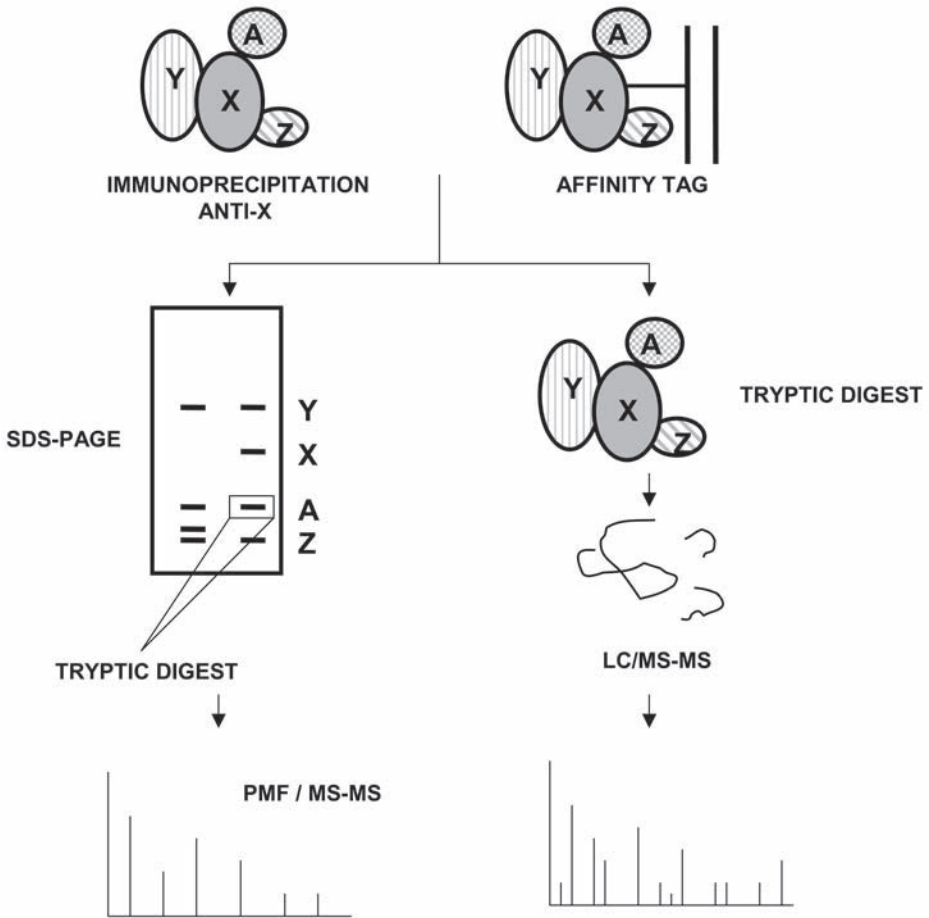 A
Y
X
Z
IMMUNOPRECIPITATION
ANTI-X
A
Y
X
Z
AFFINITY TAG
SDS-PAGE
Y
X
A
Z
TRYPTIC DIGEST
PMF / MS-MS
A
Y
X
Z
TRYPTIC DIGEST
LC/MS-MS